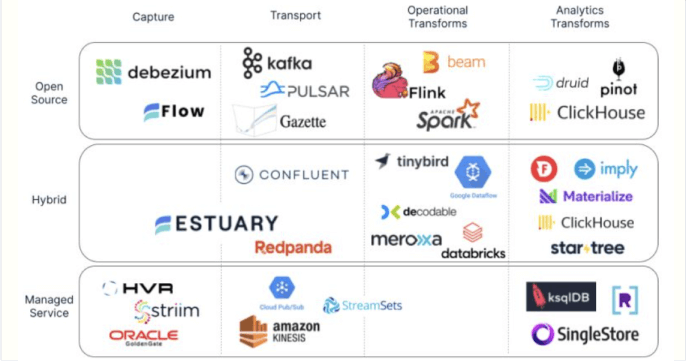 Capture
Transport
Operational
Transforms
Analytics
Transforms
Open
Source
debezium
Flow
kafka
PULSAR
Gazette
beam
Flink
APACHE
Spark
druid
pinot
ClickHouse
Hybrid
CONFLUENT
ESTUARY
Redpanda
tinybird
Google Dataflow
decodable
meroxa
databricks
F
imply
Materialize
ClickHouse
star tree
Managed
Service
HVR
Striim
ORACLE
GoldenGate
Cloud Pub/Sub
StreamSets
amazon
KINESIS
ksqlDB
R
SingleStore